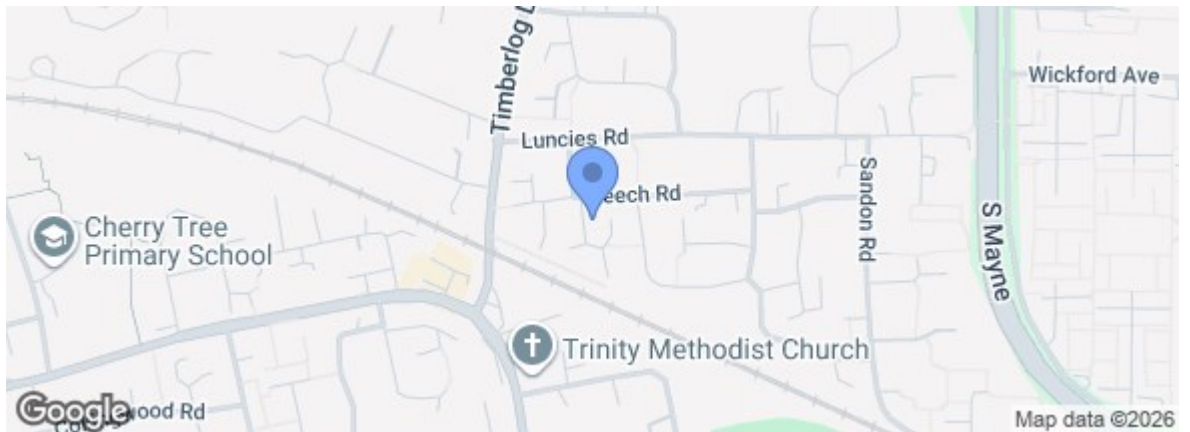 Timberlog L
Wickford Ave
Luncies Rd
eech Rd
Sandon Rd
Cherry Tree
Primary School
S Mayne
Trinity Methodist Church
wood Rd
Google
Map data ©2026